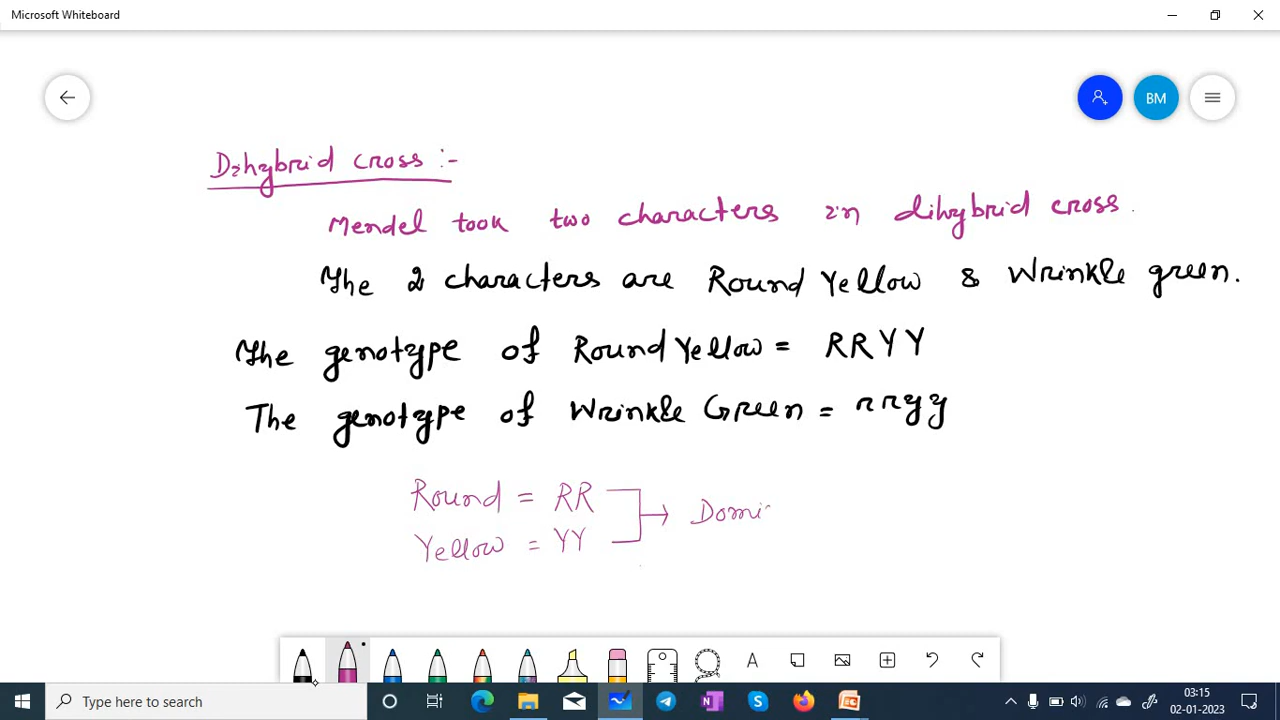 Microsoft Whiteboard
BM
Dihybrid cross :-
Mendel took two characters in dihybrid cross.
The 2 characters are Round Yellow & Wrinkle green.
The genotype of Round Yellow = RRYY
The genotype of Wrinkle Green = rryy
Round = RR
Yellow = YY
→ Domi
A
Type here to search
03:15
02-01-2023